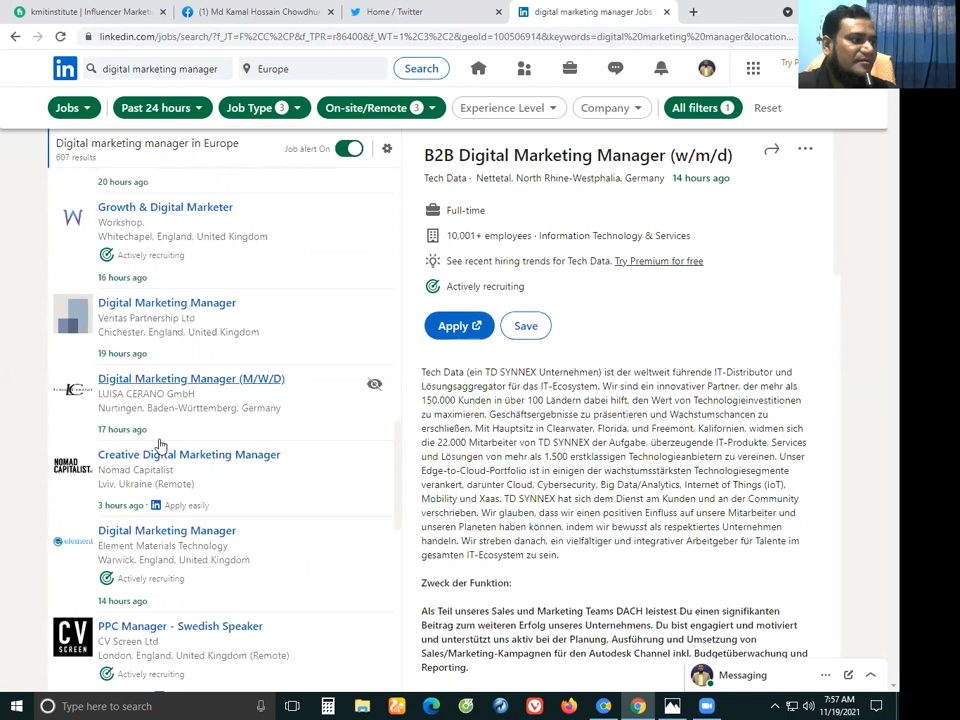 kmitinstitute | Influencer Market
(1) Md Kamal Hossain Chowdhu
Home / Twitter
digital marketing manager Jobs
linkedin.com/jobs/search/?f_JT=F%2CC%2CP&f_TPR=r86400&f_WT=1%2C3%2C2&geoId=100506914&keywords=digital%20marketing%20manager&location...
in
digital marketing manager
Europe
Search
Try P
Jobs
Past 24 hours
Job Type 3
On-site/Remote 3
Experience Level
Company
All filters 1
Reset
Digital marketing manager in Europe
607 results
Job alert On
20 hours ago
Growth & Digital Marketer
Workshop.
Whitechapel, England, United Kingdom
Actively recruiting
16 hours ago
Digital Marketing Manager
Veritas Partnership Ltd
Chichester, England, United Kingdom
19 hours ago
Digital Marketing Manager (M/W/D)
LUISA CERANO GmbH
Nurtingen, Baden-Württemberg, Germany
17 hours ago
NOMAD
CAPITALIST.
Creative Digital Marketing Manager
Nomad Capitalist
Lviv, Ukraine (Remote)
3 hours ago · in Apply easily
element
Digital Marketing Manager
Element Materials Technology
Warwick, England, United Kingdom
Actively recruiting
14 hours ago
CV
SCREEN
PPC Manager - Swedish Speaker
CV Screen Ltd
London, England, United Kingdom (Remote)
Actively recruiting
B2B Digital Marketing Manager (w/m/d)
Tech Data · Nettetal, North Rhine-Westphalia, Germany 14 hours ago
Full-time
10,001+ employees · Information Technology & Services
See recent hiring trends for Tech Data. Try Premium for free
Actively recruiting
Apply
Save
Tech Data (ein TD SYNNEX Unternehmen) ist der weltweit führende IT-Distributor und
Lösungsaggregator für das IT-Ecosystem. Wir sind ein innovativer Partner, der mehr als
150.000 Kunden in über 100 Ländern dabei hilft, den Wert von Technologieinvestitionen
zu maximieren, Geschäftsergebnisse zu präsentieren und Wachstumschancen zu
erschließen. Mit Hauptsitz in Clearwater, Florida, und Freemont, Kalifornien, widmen sich
die 22.000 Mitarbeiter von TD SYNNEX der Aufgabe, überzeugende IT-Produkte, Services
und Lösungen von mehr als 1.500 erstklassigen Technologieanbietern zu vereinen. Unser
Edge-to-Cloud-Portfolio ist in einigen der wachstumsstärksten Technologiesegmente
verankert, darunter Cloud, Cybersecurity, Big Data/Analytics, Internet of Things (IoT),
Mobility und Xaas. TD SYNNEX hat sich dem Dienst am Kunden und an der Community
verschrieben. Wir glauben, dass wir einen positiven Einfluss auf unsere Mitarbeiter und
unseren Planeten haben können, indem wir bewusst als respektiertes Unternehmen
handeln. Wir streben danach, ein vielfältiger und integrativer Arbeitgeber für Talente im
gesamten IT-Ecosystem zu sein.
Zweck der Funktion:
Als Teil unseres Sales und Marketing Teams DACH leistest Du einen signifikanten
Beitrag zum weiteren Erfolg unseres Unternehmens. Du bist engagiert und motiviert
und unterstützt uns aktiv bei der Planung, Ausführung und Umsetzung von
Sales/Marketing-Kampagnen für den Autodesk Channel inkl. Budgetüberwachung und
Reporting.
Messaging
Type here to search
7:57 AM
11/19/2021